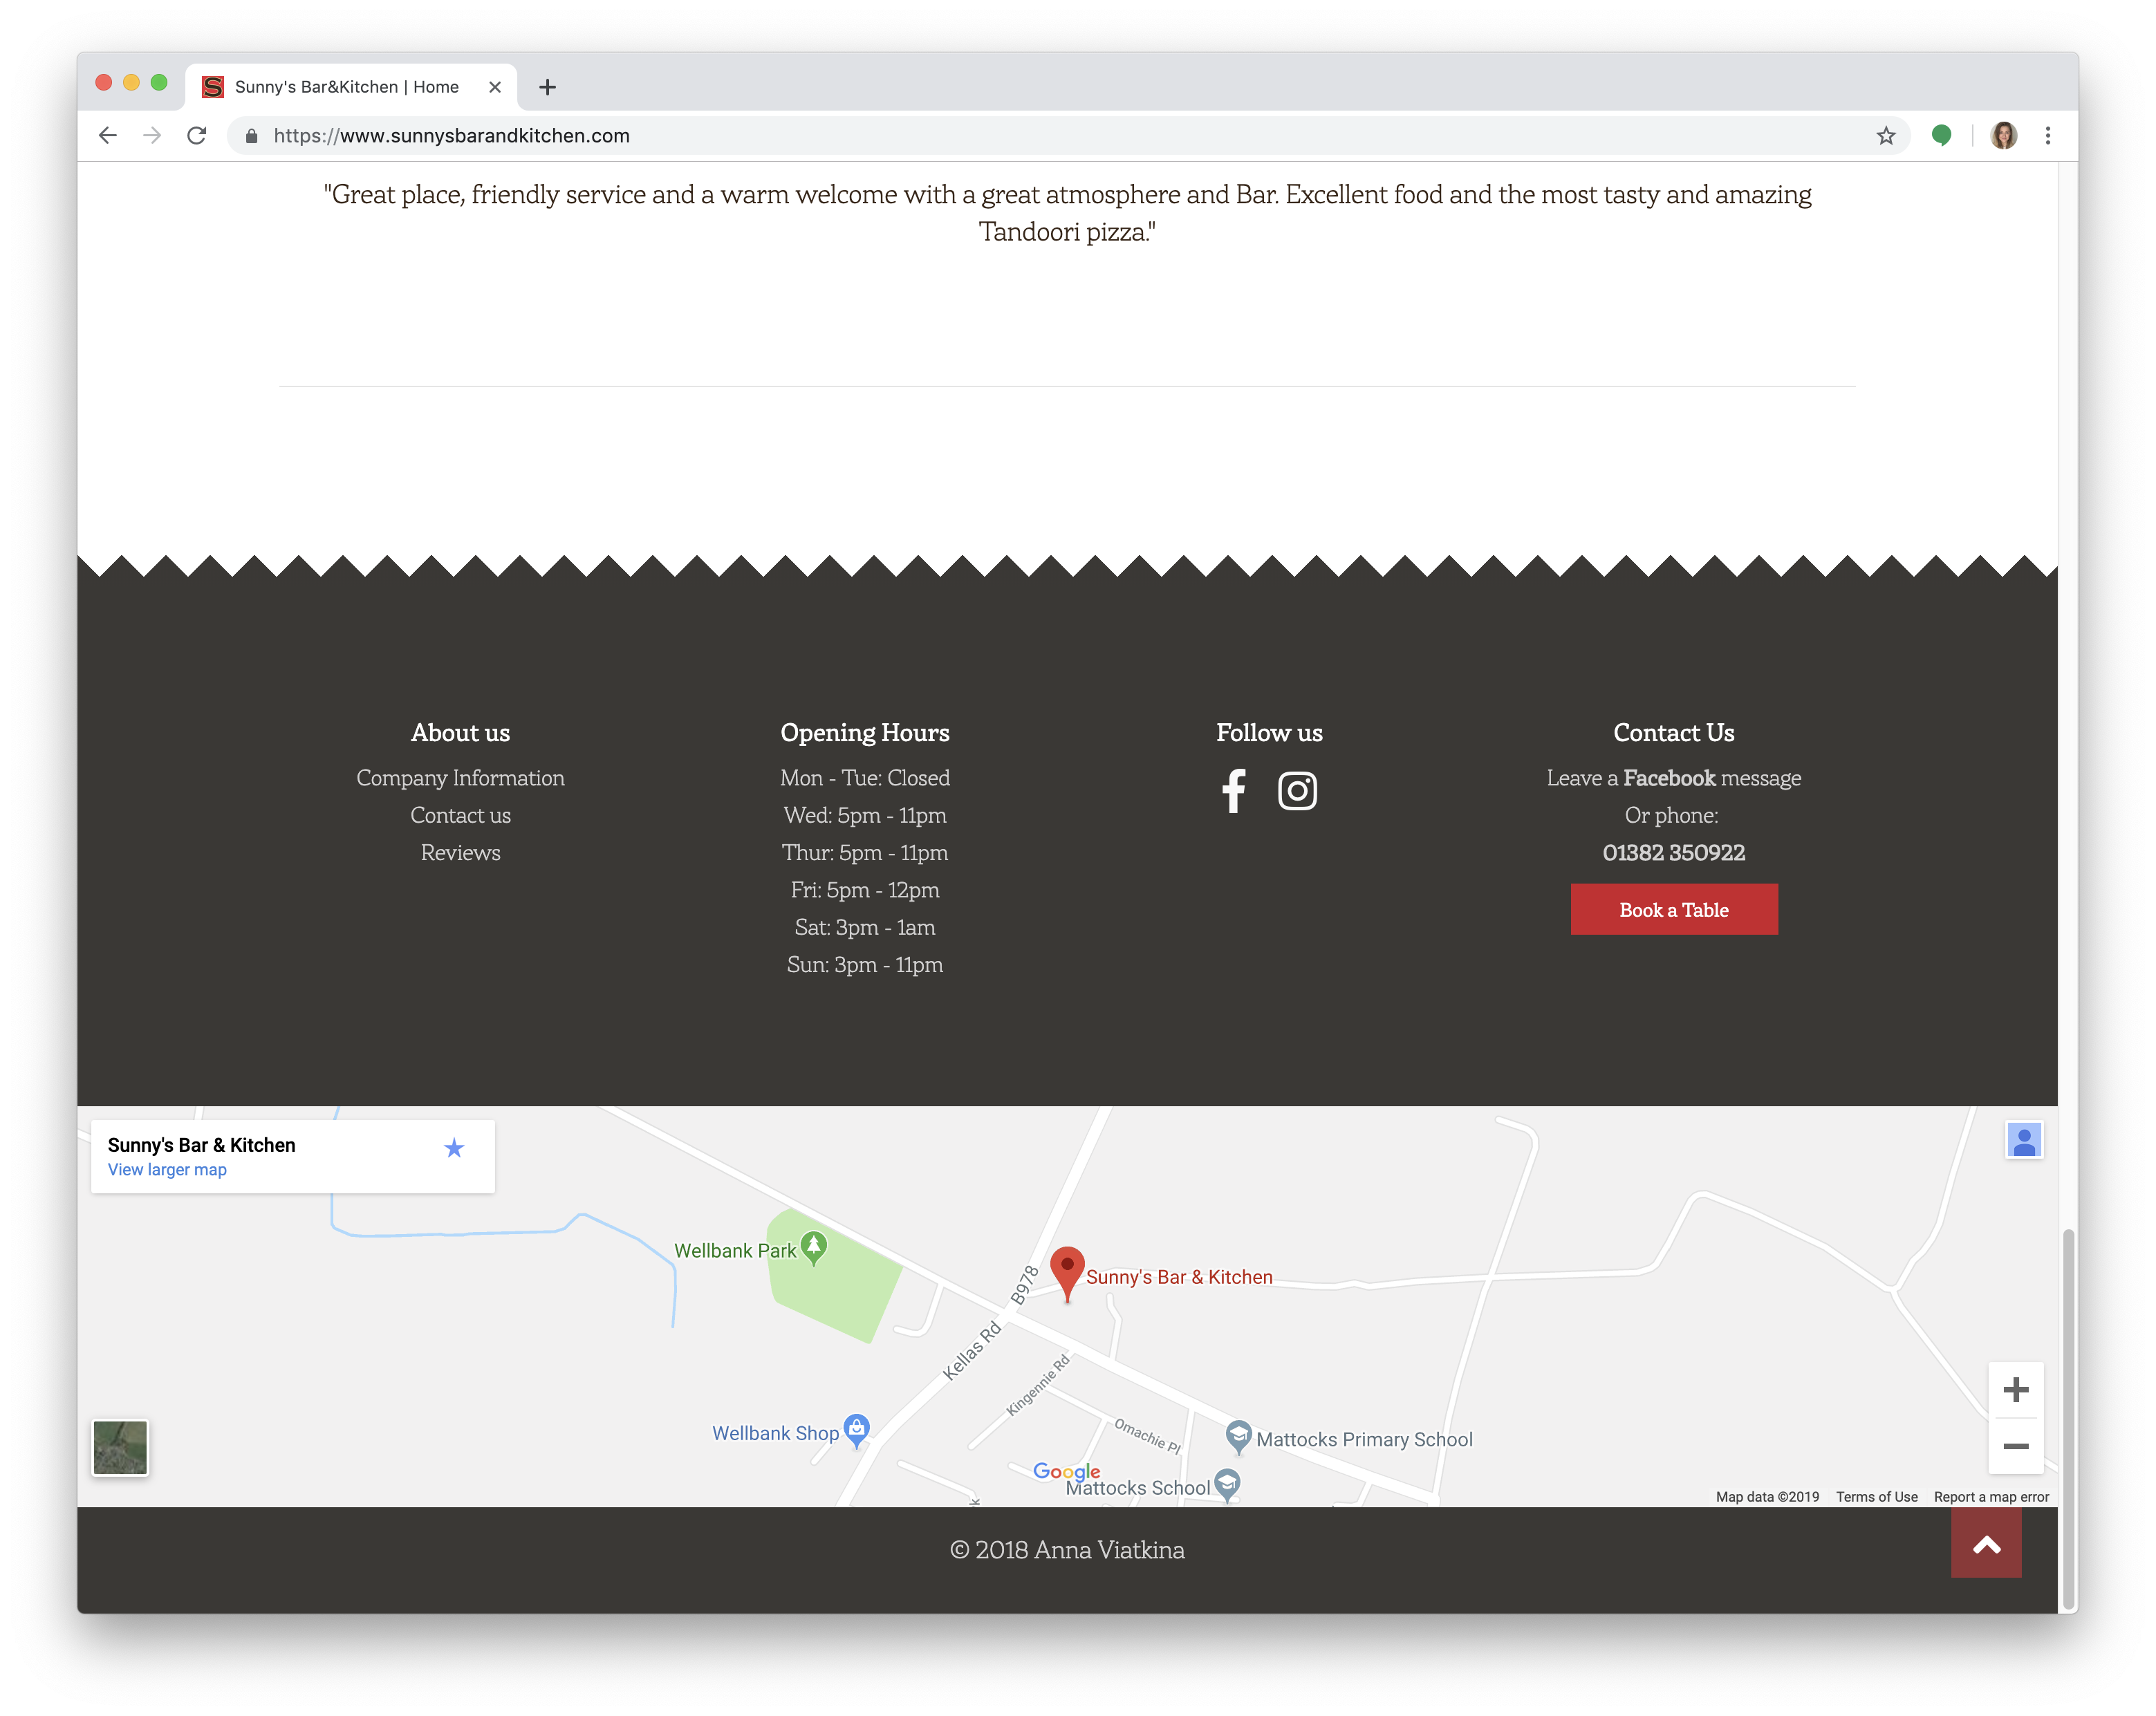 Sunny's Bar&Kitchen | Home
https://www.sunnysbarandkitchen.com
"Great place, friendly service and a warm welcome with a great atmosphere and Bar. Excellent food and the most tasty and amazing
Tandoori pizza."
About us
Company Information
Contact us
Reviews
Opening Hours
Mon - Tue: Closed
Wed: 5pm - 11pm
Thur: 5pm - 11pm
Fri: 5pm - 12pm
Sat: 3pm - 1am
Sun: 3pm - 11pm
Follow us
Contact Us
Leave a Facebook message
Or phone:
01382 350922
Book a Table
Sunny's Bar & Kitchen
View larger map
Wellbank Park
B978
Sunny's Bar & Kitchen
Kellas Rd
Kingennie Rd
Omachie Pl
Wellbank Shop
Mattocks Primary School
Google
Mattocks School
Map data ©2019
Terms of Use
Report a map error
© 2018 Anna Viatkina